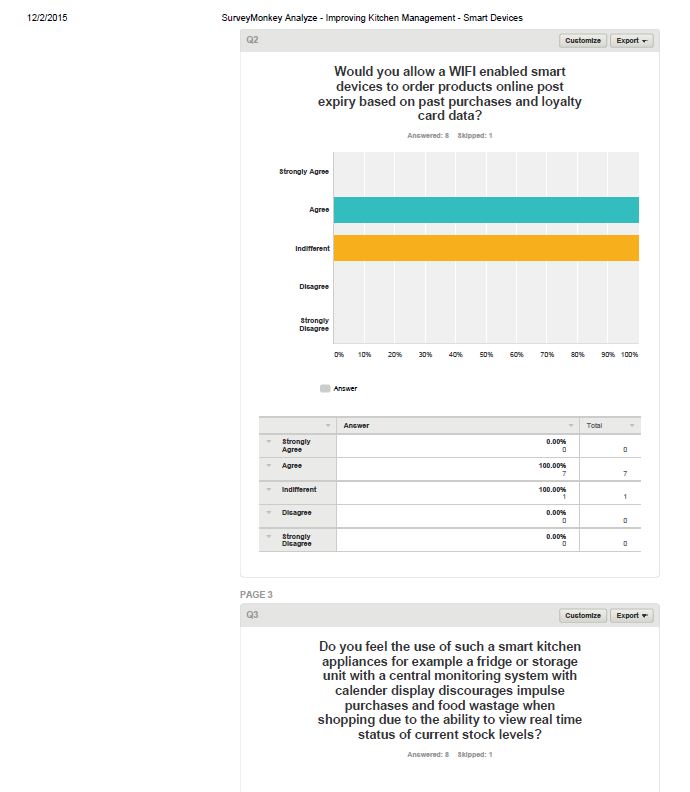 12/2/2015 SurveyMonkey Analyze - Improving Kitchen Management - Smart Devices
Q2 Customize Export
Would you allow a WIFI enabled smart
devices to order products online post
expiry based on past purchases and loyalty
card data?
Answered: 8 Skipped: 1
Strongly Agree
Agree
Indifferent
Disagree
Strongly
Disagree
0% 10% 20% 30% 40% 50% 60% 70% 80% 90% 100%
Answer
Answer Total
Strongly
Agree
0.00%
0
0
Agree
100.00%
7
7
Indifferent
100.00%
1
1
Disagree
0.00%
0
0
Strongly
Disagree
0.00%
0
0
PAGE 3
Q3 Customize Export
Do you feel the use of such a smart kitchen
appliances for example a fridge or storage
unit with a central monitoring system with
calender display discourages impulse
purchases and food wastage when
shopping due to the ability to view real time
status of current stock levels?
Answered: 8 Skipped: 1